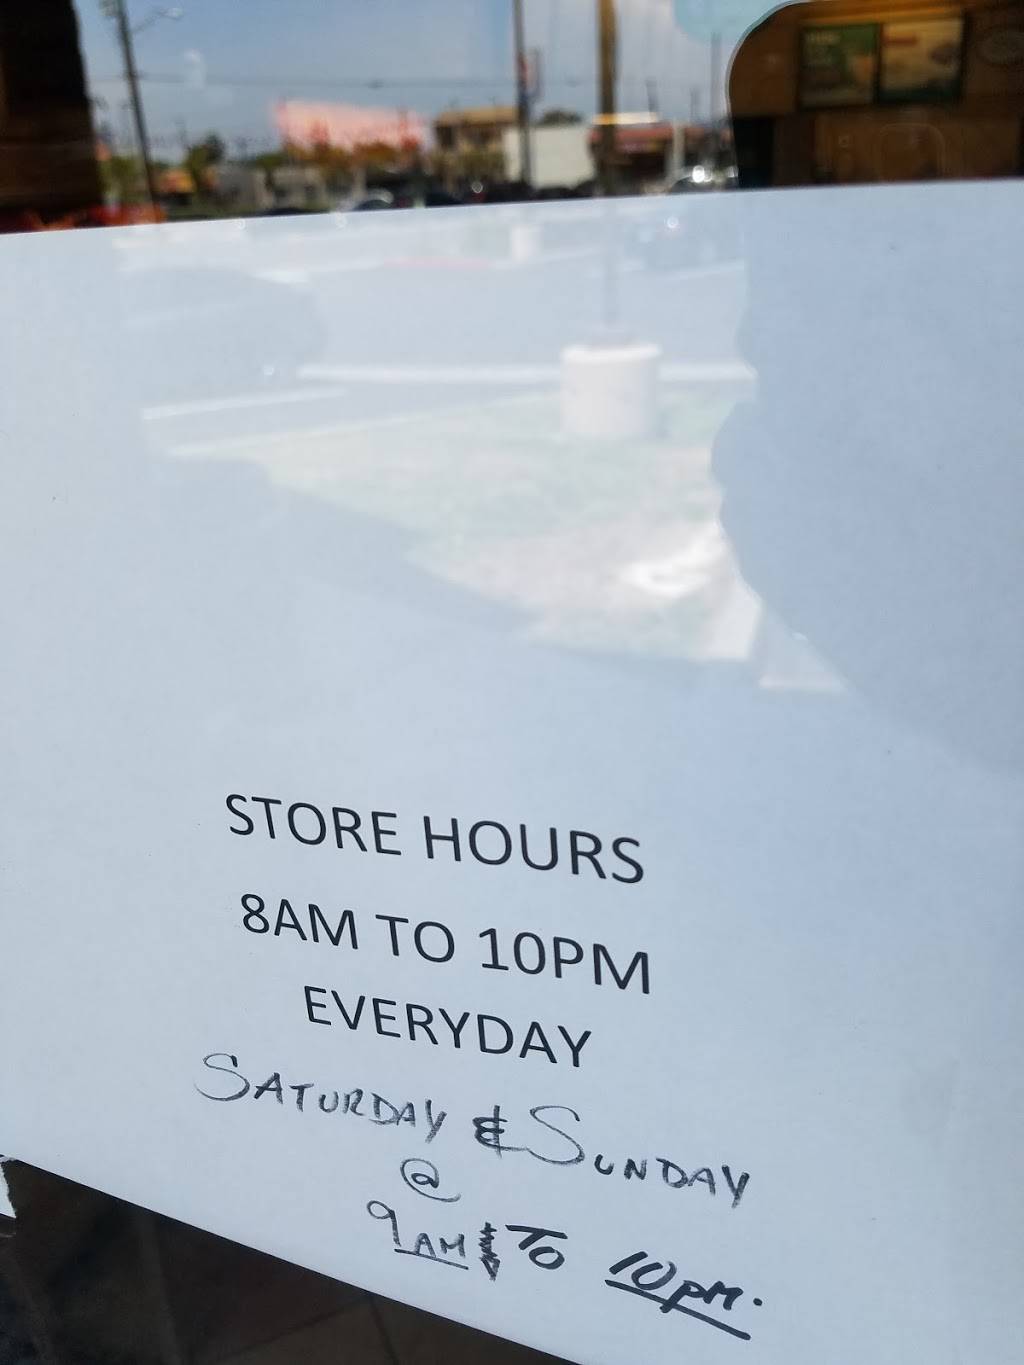 STORE HOURS
8AM TO 10PM
EVERYDAY
SATURDAY & SUNDAY
@
9AM TO 10PM.